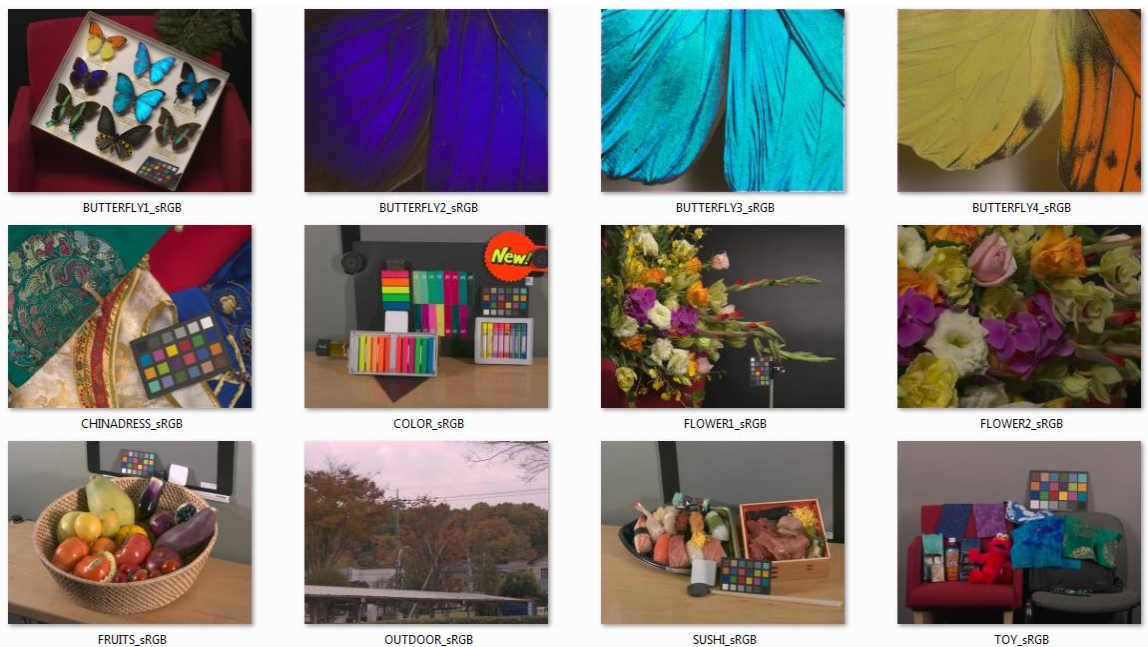 BUTTERFLY1_sRGB
BUTTERFLY2_sRGB
BUTTERFLY3_sRGB
BUTTERFLY4_sRGB
New!
CHINADRESS_sRGB
COLOR_sRGB
FLOWER1_sRGB
FLOWER2_sRGB
FRUITS_sRGB
OUTDOOR_sRGB
SUSHI_sRGB
TOY_sRGB